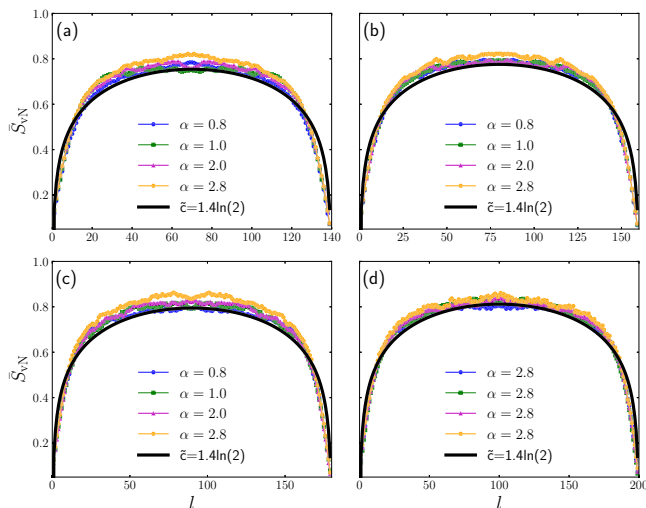 (a)
(b)
S̄_vN
1.0
0.8
0.6
0.4
0.2
α = 0.8
α = 1.0
α = 2.0
α = 2.8
c̃=1.4ln(2)
0 20 40 60 80 100 120 140
α = 0.8
α = 1.0
α = 2.0
α = 2.8
c̃=1.4ln(2)
0 25 50 75 100 125 150
(c)
(d)
S̄_vN
1.0
0.8
0.6
0.4
0.2
α = 0.8
α = 1.0
α = 2.0
α = 2.8
c̃=1.4ln(2)
0 50 100 150
l
α = 2.8
α = 2.8
α = 2.8
α = 2.8
c̃=1.4ln(2)
0 50 100 150 200
l